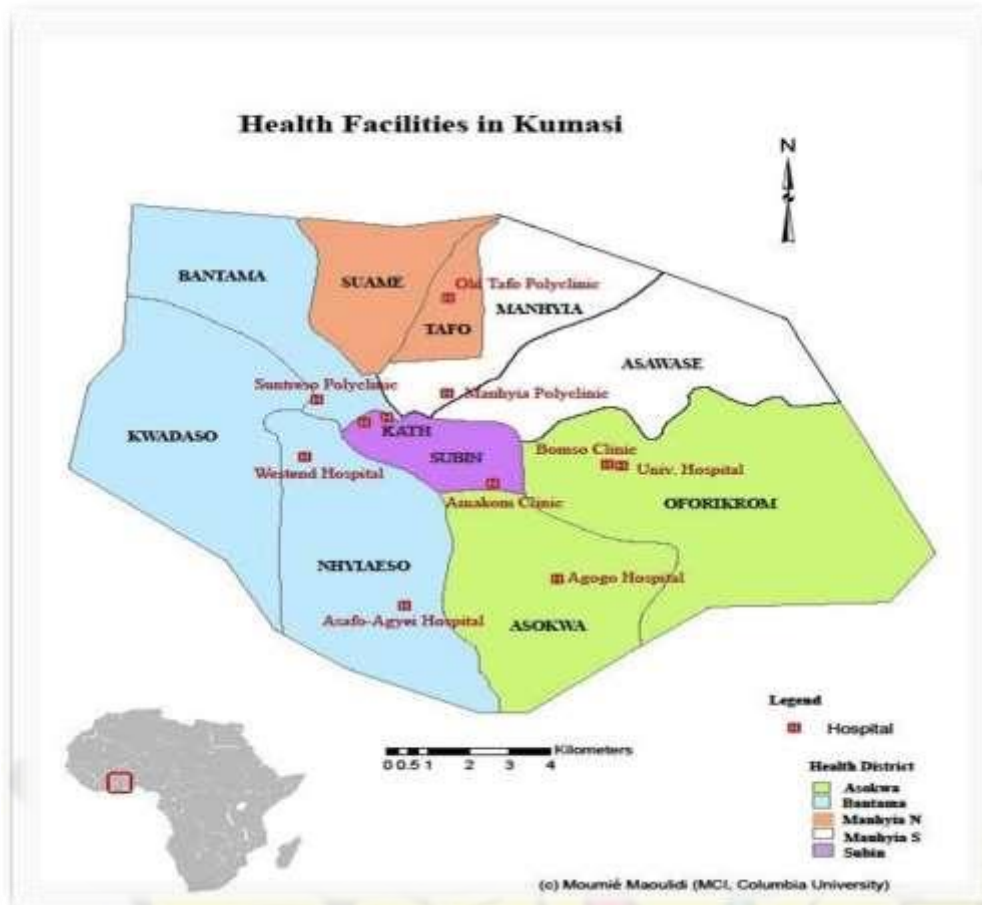 Health Facilities in Kumasi
N
BANTAMA
SUAME
Old Tafo Polyclinic
MANHYIA
TAFO
ASAWASE
Suntreso Polyclinic
Manhyia Polyclinic
KWADASO
KATH
SUBIN
Bomso Clinic
Westend Hospital
Univ. Hospital
Amakom Clinic
OFORIKROM
NHYIAESO
Agogo Hospital
Asafo-Agyei Hospital
ASOKWA
Legend
Hospital
Kilometers
0 0.5 1 2 3 4
Health District
Asokwa
Bantama
Manhyia N
Manhyia S
Subin
(c) Moumié Maoulidi (MCI, Columbia University)